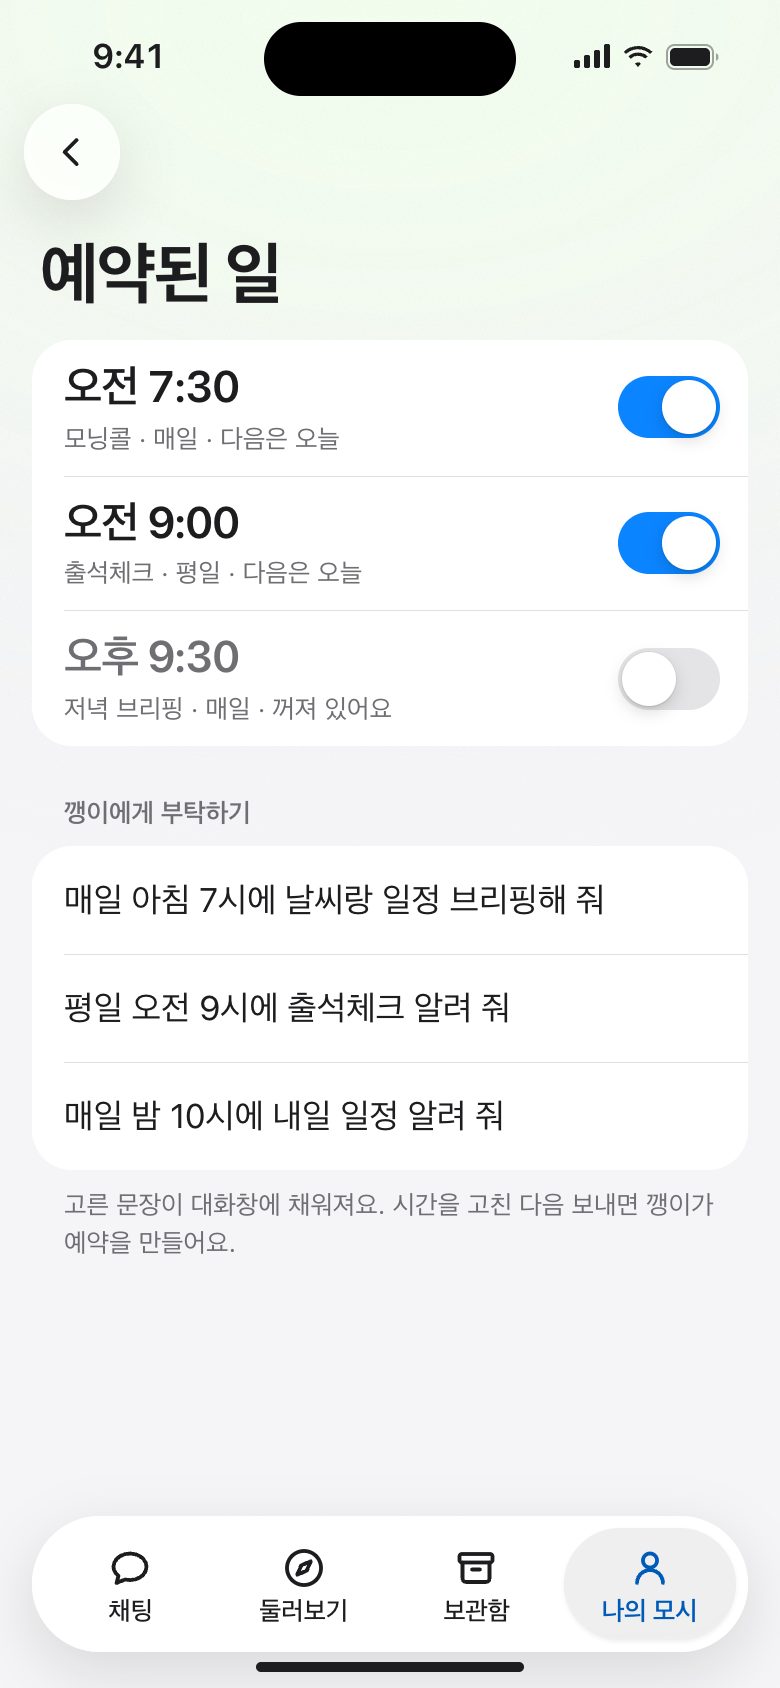 9:41
예약된 일
오전 7:30
모닝콜 · 매일 · 다음은 오늘
오전 9:00
출석체크 · 평일 · 다음은 오늘
오후 9:30
저녁 브리핑 · 매일 · 꺼져 있어요
깽이에게 부탁하기
매일 아침 7시에 날씨랑 일정 브리핑해 줘
평일 오전 9시에 출석체크 알려 줘
매일 밤 10시에 내일 일정 알려 줘
고른 문장이 대화창에 채워져요. 시간을 고친 다음 보내면 깽이가
예약을 만들어요.
채팅
둘러보기
보관함
나의 모시